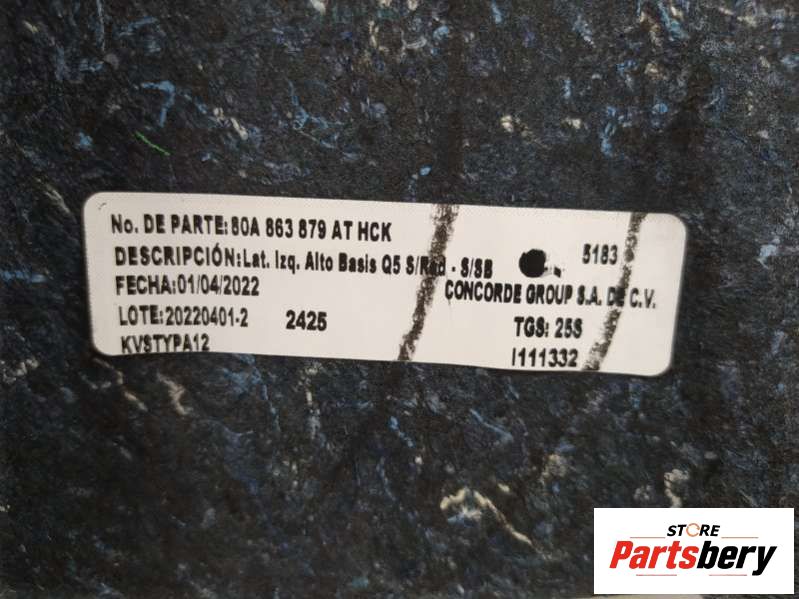 No. DE PARTE: 80A 863 879 AT HCK
5183
DESCRIPCIÓN: Lat. Izq. Alto Basis Q5 S/Rad - S/SB
FECHA: 01/04/2022
CONCORDE GROUP S.A. DE C.V.
LOTE: 20220401-2 2425
TGS: 25S
KVSTYPA12
I111332
STORE
Partsbery